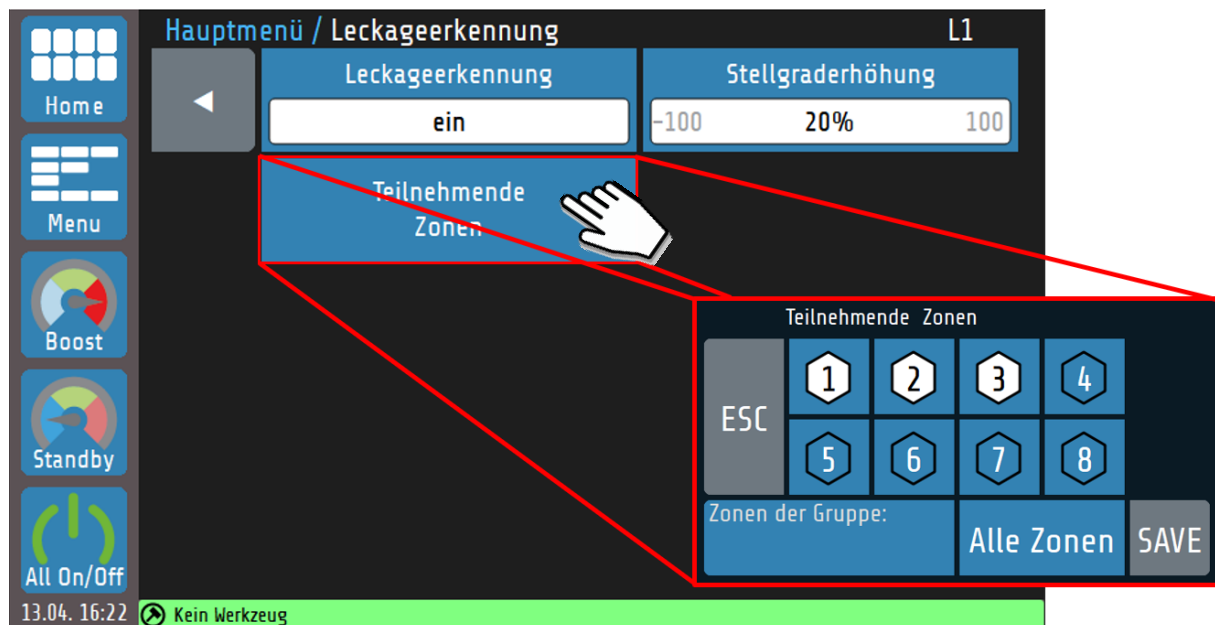 Hauptmenü / Leckageerkennung
L1
Home
Leckageerkennung
ein
Stellgraderhöhung
-100 20% 100
Menu
Teilnehmende
Zonen
Boost
Standby
All On/Off
13.04. 16:22
Kein Werkzeug
Teilnehmende Zonen
ESC
1 2 3 4
5 6 7 8
Zonen der Gruppe:
Alle Zonen
SAVE